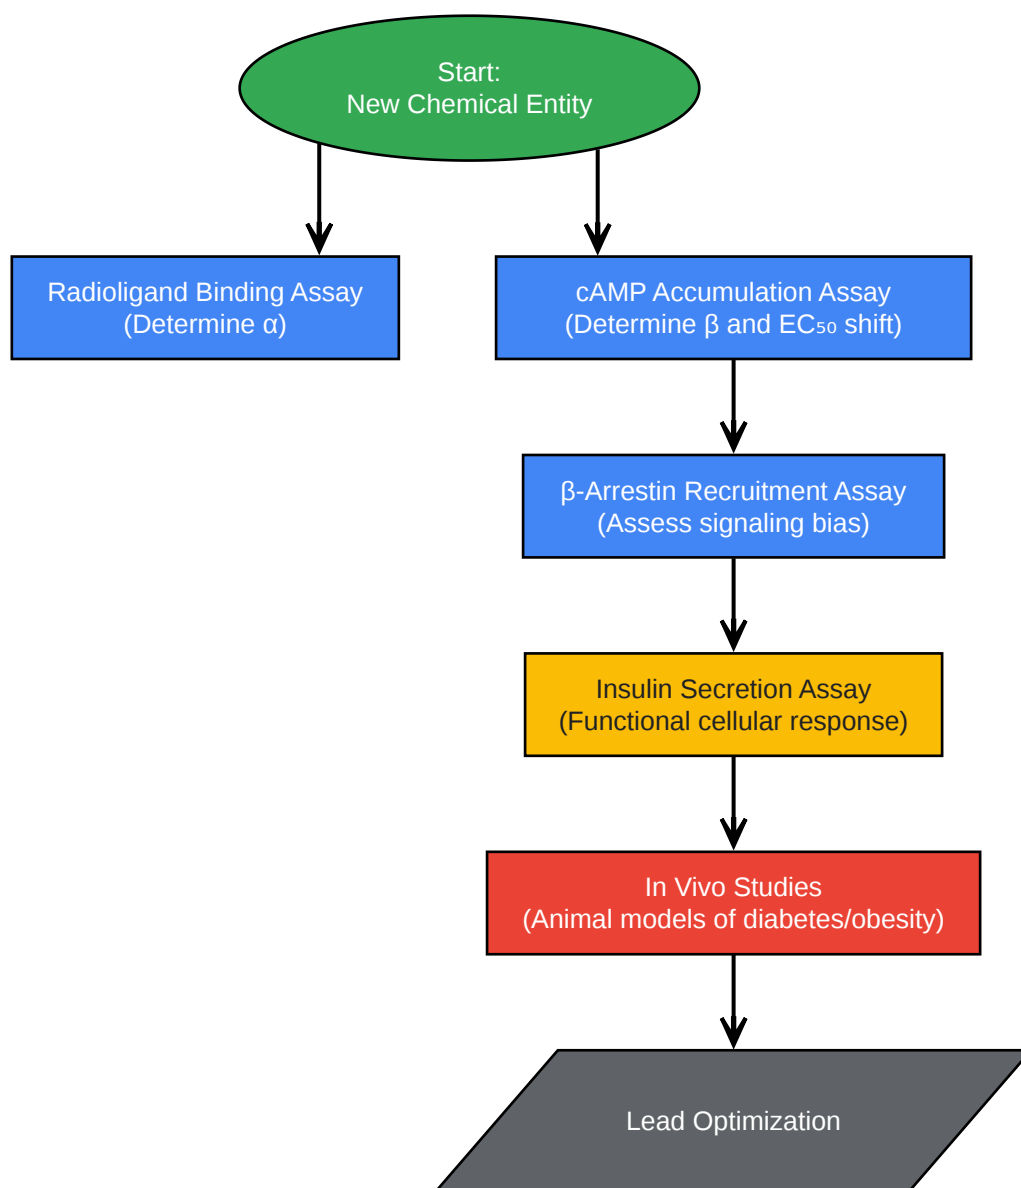 Start:
New Chemical Entity
Radioligand Binding Assay
(Determine α)
cAMP Accumulation Assay
(Determine β and EC₅₀ shift)
β-Arrestin Recruitment Assay
(Assess signaling bias)
Insulin Secretion Assay
(Functional cellular response)
In Vivo Studies
(Animal models of diabetes/obesity)
Lead Optimization